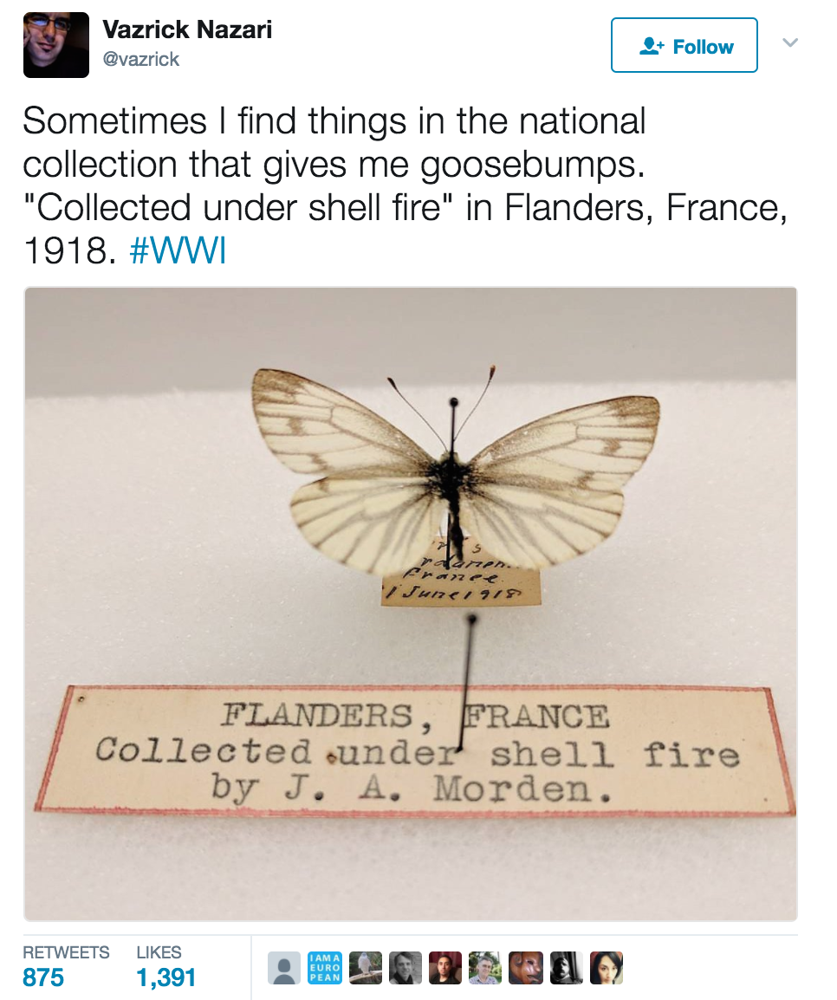 Vazrick Nazari
@vazrick
Follow
Sometimes I find things in the national
collection that gives me goosebumps.
"Collected under shell fire" in Flanders, France,
1918. #WWI
France
1 June 1918
FLANDERS, FRANCE
Collected under shell fire
by J. A. Morden.
RETWEETS
LIKES
875
1,391
I AM A
EURO
PEAN